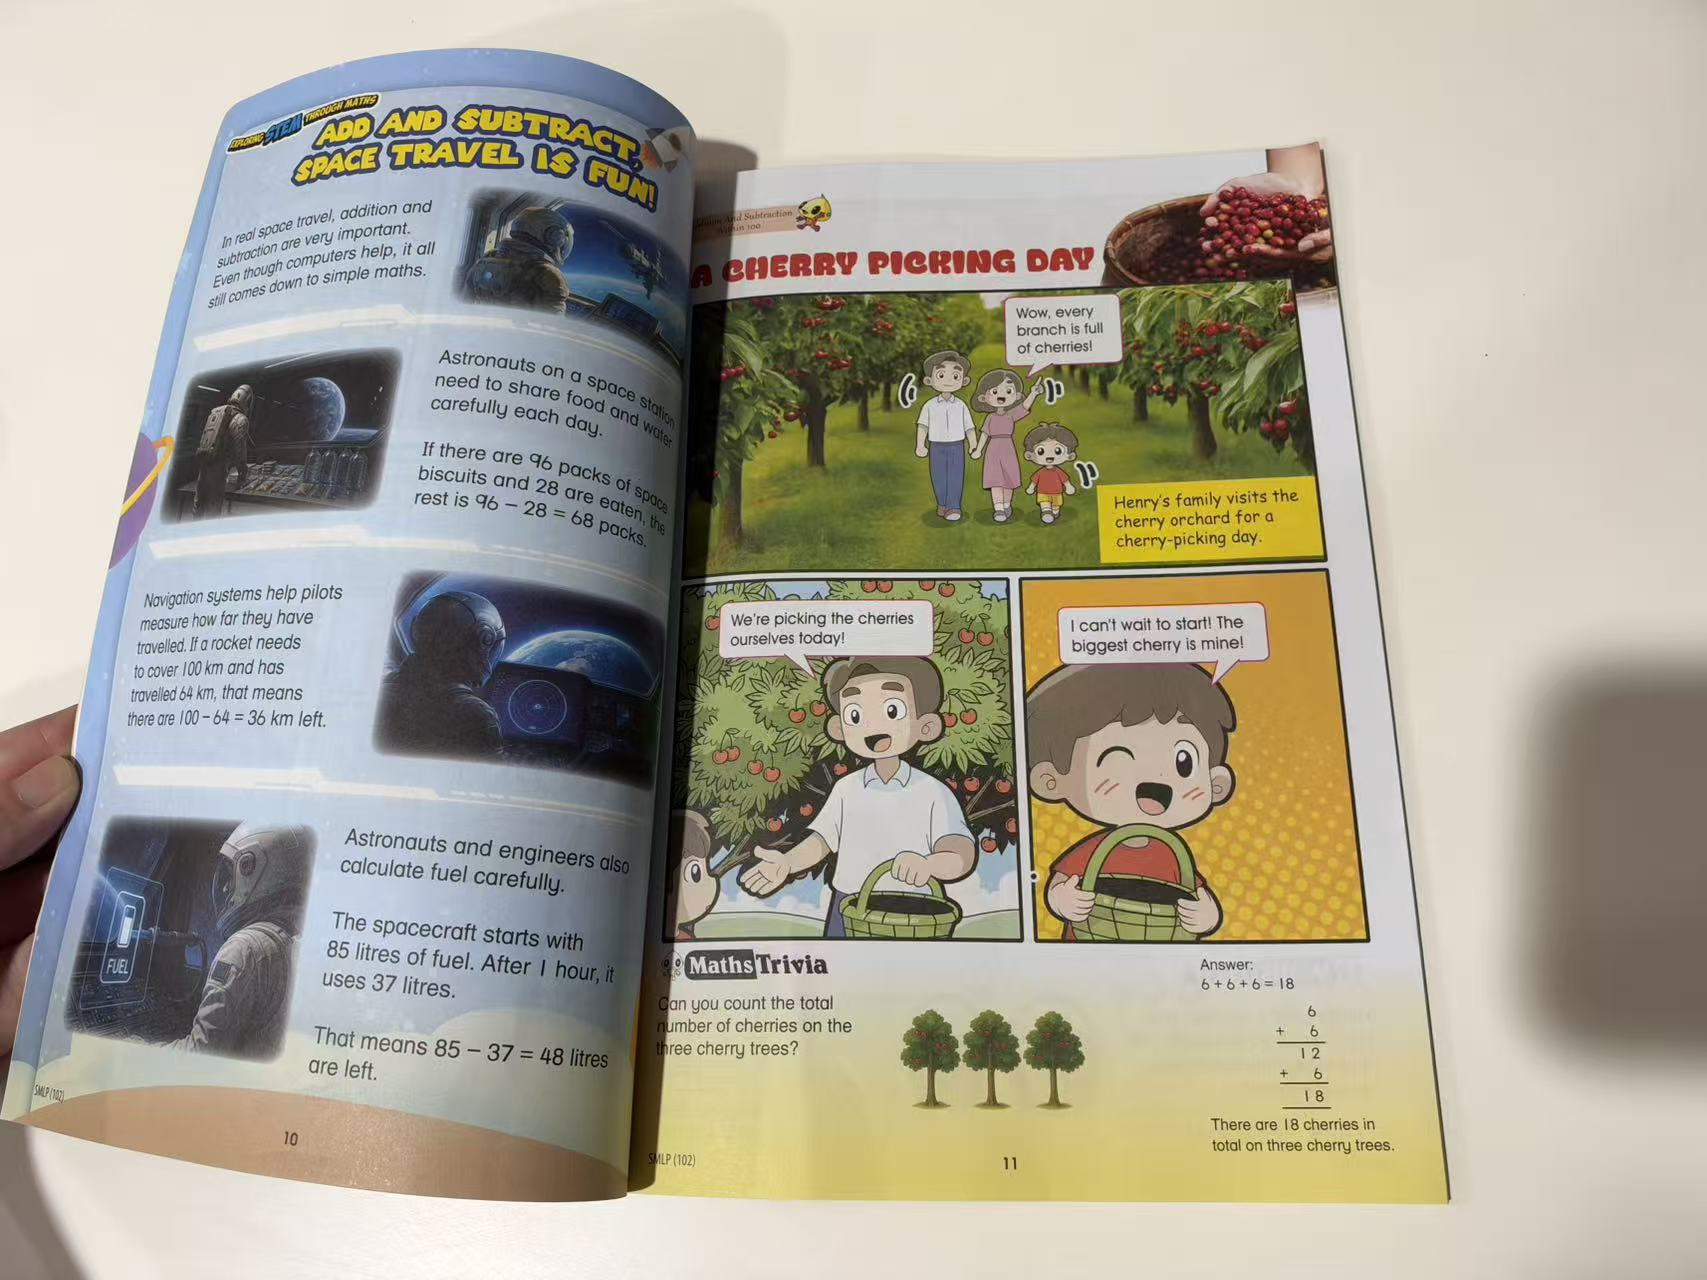 EXPLORING STEM THROUGH MATHS
ADD AND SUBTRACT,
SPACE TRAVEL IS FUN!
In real space travel, addition and
subtraction are very important.
Even though computers help, it all
still comes down to simple maths.
Astronauts on a space station
need to share food and water
carefully each day.
If there are 96 packs of space
biscuits and 28 are eaten, the
rest is 96 – 28 = 68 packs.
Navigation systems help pilots
measure how far they have
travelled. If a rocket needs
to cover 100 km and has
travelled 64 km, that means
there are 100 – 64 = 36 km left.
FUEL
Astronauts and engineers also
calculate fuel carefully.
The spacecraft starts with
85 litres of fuel. After 1 hour, it
uses 37 litres.
That means 85 – 37 = 48 litres
are left.
SMLP (102)
10
And Subtraction
Within 100
A CHERRY PICKING DAY
Wow, every
branch is full
of cherries!
Henry's family visits the
cherry orchard for a
cherry-picking day.
We're picking the cherries
ourselves today!
I can't wait to start! The
biggest cherry is mine!
Maths Trivia
Can you count the total
number of cherries on the
three cherry trees?
Answer:
6 + 6 + 6 = 18
6
+ 6
12
+ 6
18
There are 18 cherries in
total on three cherry trees.
SMLP (102)
11